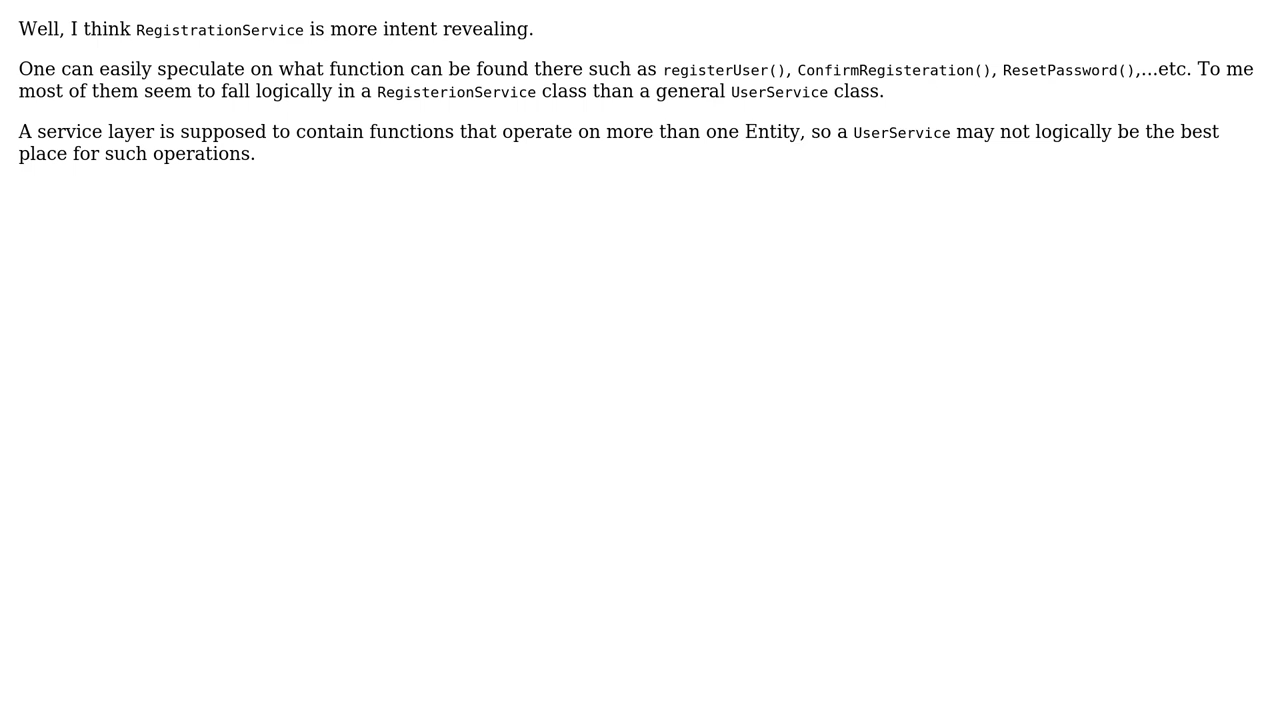 Well, I think RegistrationService is more intent revealing.
One can easily speculate on what function can be found there such as registerUser(), ConfirmRegisteration(), ResetPassword(),...etc. To me
most of them seem to fall logically in a RegisterionService class than a general UserService class.
A service layer is supposed to contain functions that operate on more than one Entity, so a UserService may not logically be the best
place for such operations.